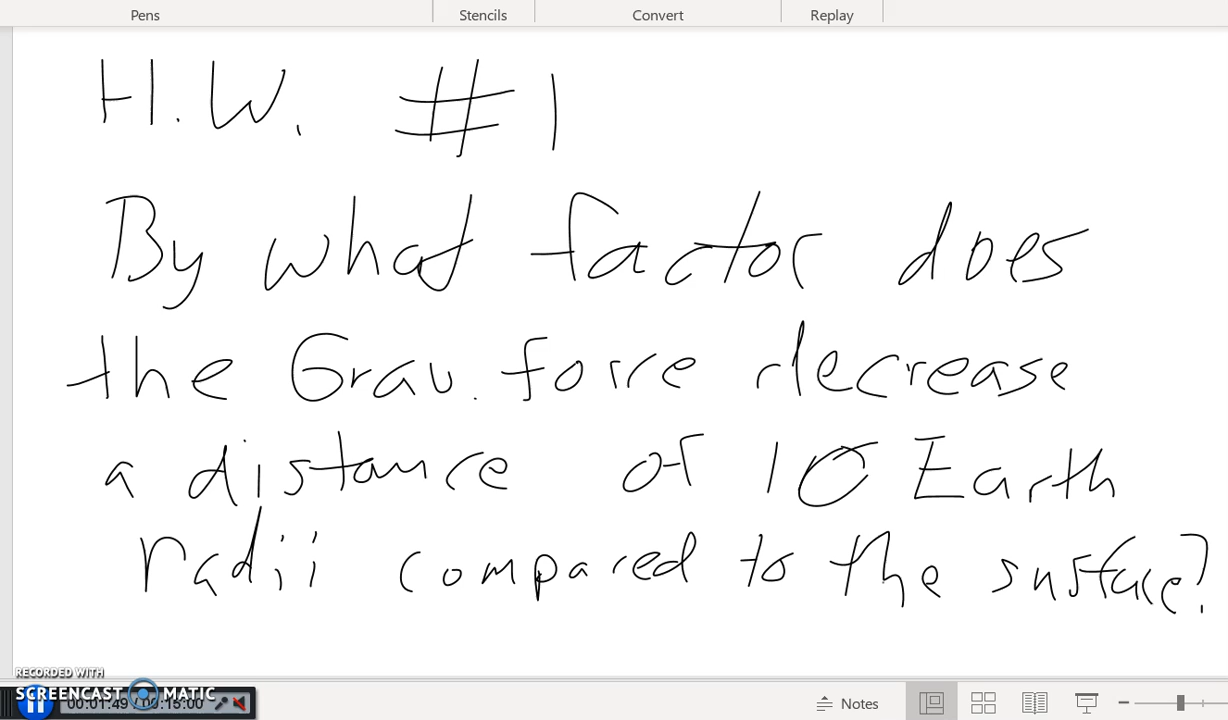 Pens Stencils Convert Replay
H.W. #1
By what factor does
the Grav. force decrease
a distance of 10 Earth
radii compared to the surface?
RECORDED WITH
SCREENCAST MATIC
00:01:49 / 00:15:00
Notes